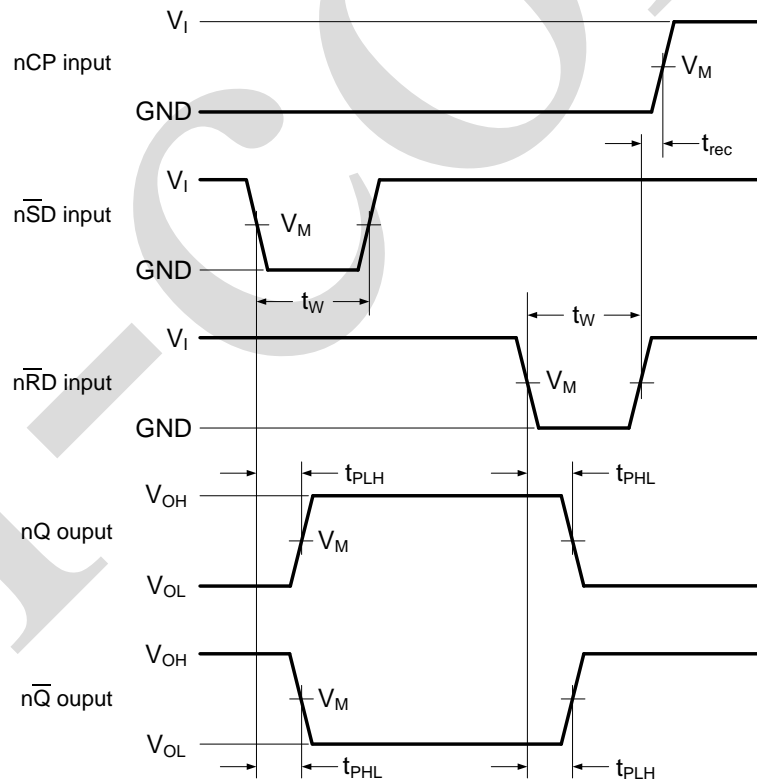 V_I
nCP input
V_M
GND
t_rec
V_I
nS̅D input
V_M
GND
t_W
V_I
t_W
nR̅D input
V_M
GND
t_PLH
t_PHL
V_OH
nQ ouput
V_M
V_OL
V_OH
nQ̅ ouput
V_M
V_OL
t_PHL
t_PLH